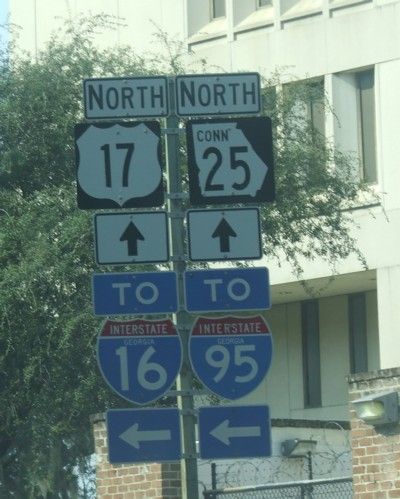 NORTH NORTH
17 CONN'
25
TO TO
INTERSTATE INTERSTATE
GEORGIA GEORGIA
16 95